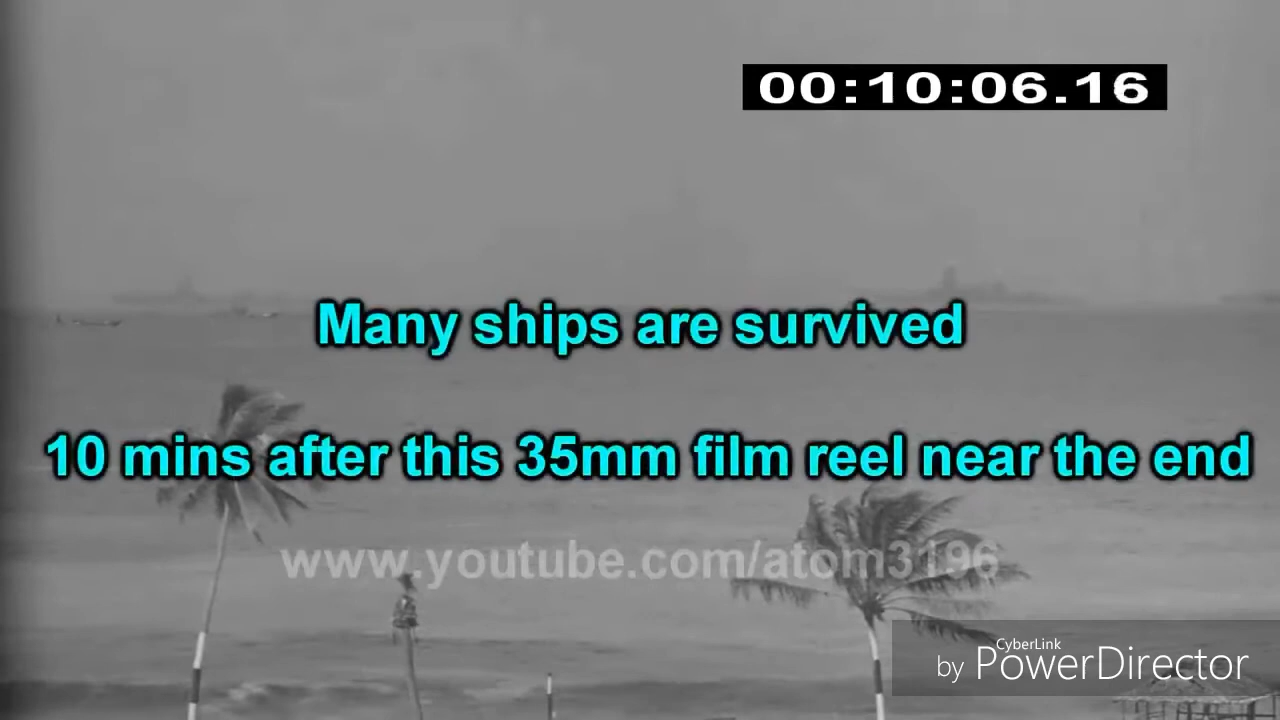 00:10:06.16
Many ships are survived
10 mins after this 35mm film reel near the end
www.youtube.com/atom3196
CyberLink
by PowerDirector